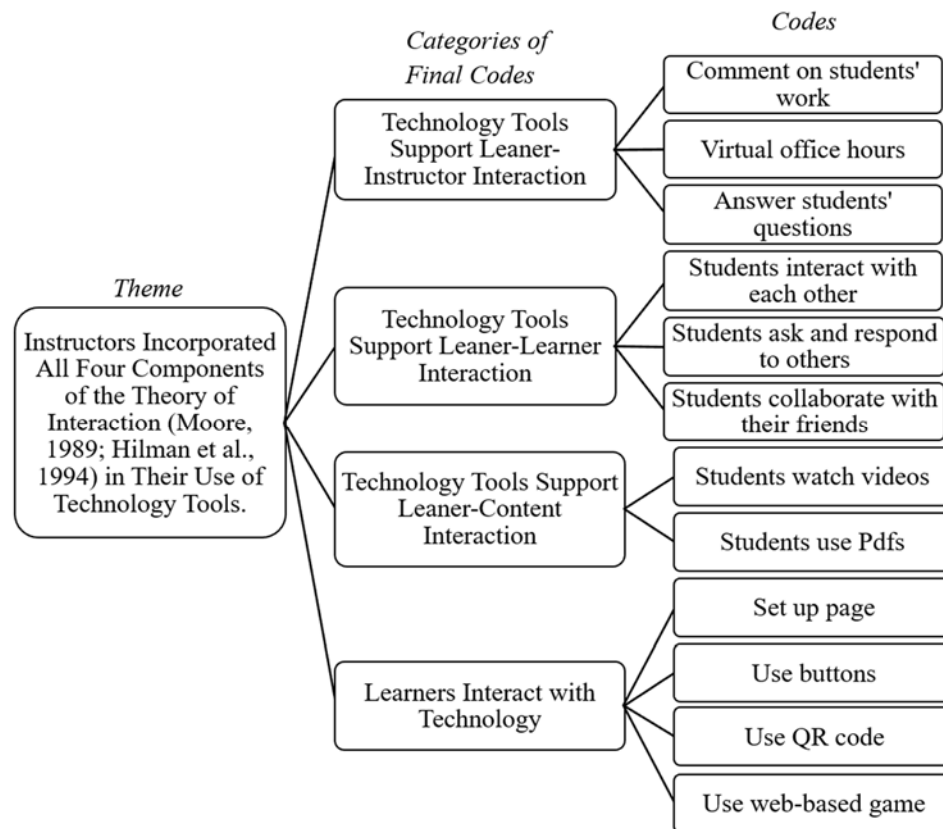 Theme
Instructors Incorporated
All Four Components
of the Theory of
Interaction (Moore,
1989; Hilman et al.,
1994) in Their Use of
Technology Tools.
Categories of
Final Codes
Technology Tools
Support Leaner-
Instructor Interaction
Technology Tools
Support Leaner-Learner
Interaction
Technology Tools Support
Leaner-Content
Interaction
Learners Interact with
Technology
Codes
Comment on students'
work
Virtual office hours
Answer students'
questions
Students interact with
each other
Students ask and respond
to others
Students collaborate with
their friends
Students watch videos
Students use Pdfs
Set up page
Use buttons
Use QR code
Use web-based game